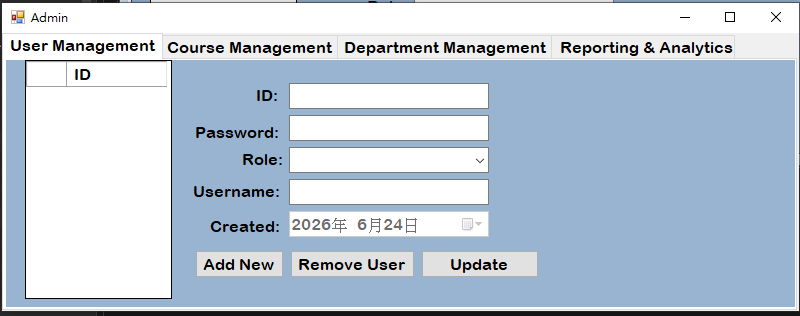 Admin
User Management Course Management Department Management Reporting & Analytics
ID
ID:
Password:
Role:
Username:
Created: 2026年 6月24日
Add New Remove User Update